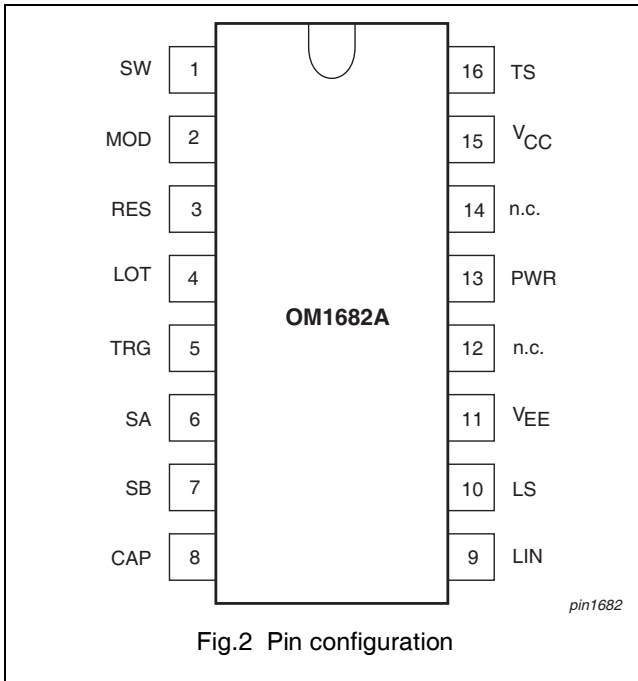 SW 1 16 TS
MOD 2 15 VCC
RES 3 14 n.c.
LOT 4 13 PWR
OM1682A
TRG 5 12 n.c.
SA 6 11 VEE
SB 7 10 LS
CAP 8 9 LIN
pin1682
Fig.2 Pin configuration